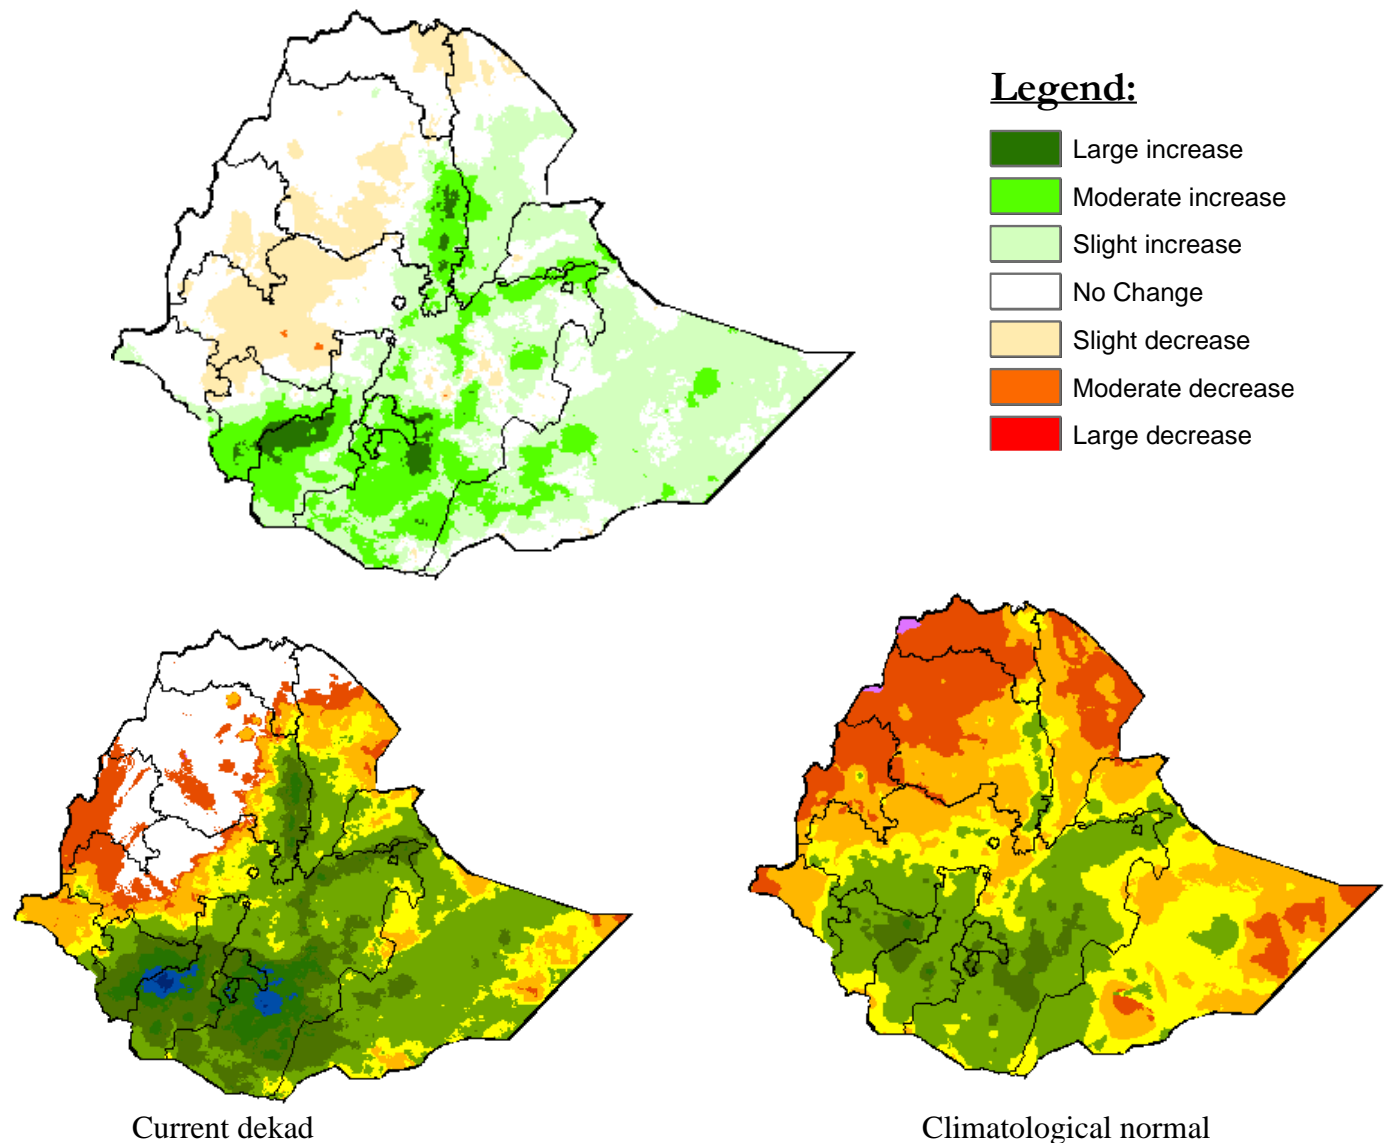 Legend:
Large increase
Moderate increase
Slight increase
No Change
Slight decrease
Moderate decrease
Large decrease
Current dekad
Climatological normal